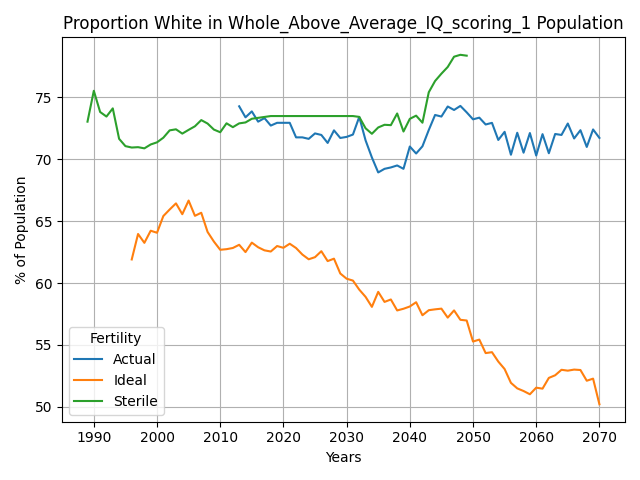 Proportion White in Whole_Above_Average_IQ_scoring_1 Population
% of Population
75
70
65
60
55
50
Fertility
Actual
Ideal
Sterile
1990 2000 2010 2020 2030 2040 2050 2060 2070
Years